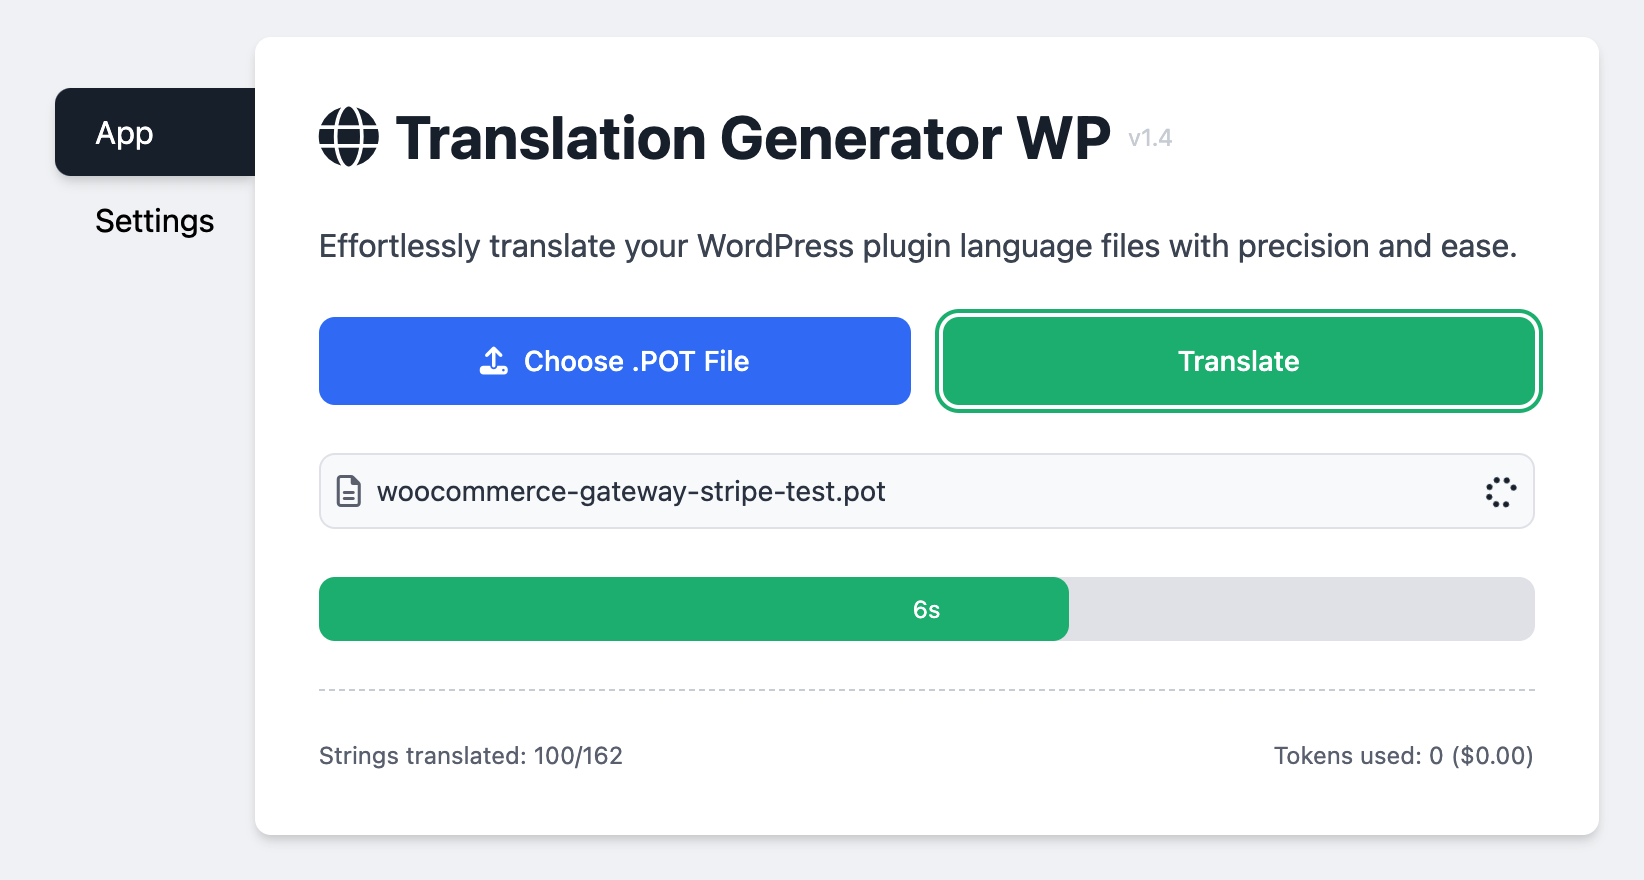 App
Settings
Translation Generator WP v1.4
Effortlessly translate your WordPress plugin language files with precision and ease.
Choose .POT File
Translate
woocommerce-gateway-stripe-test.pot
6s
Strings translated: 100/162
Tokens used: 0 ($0.00)